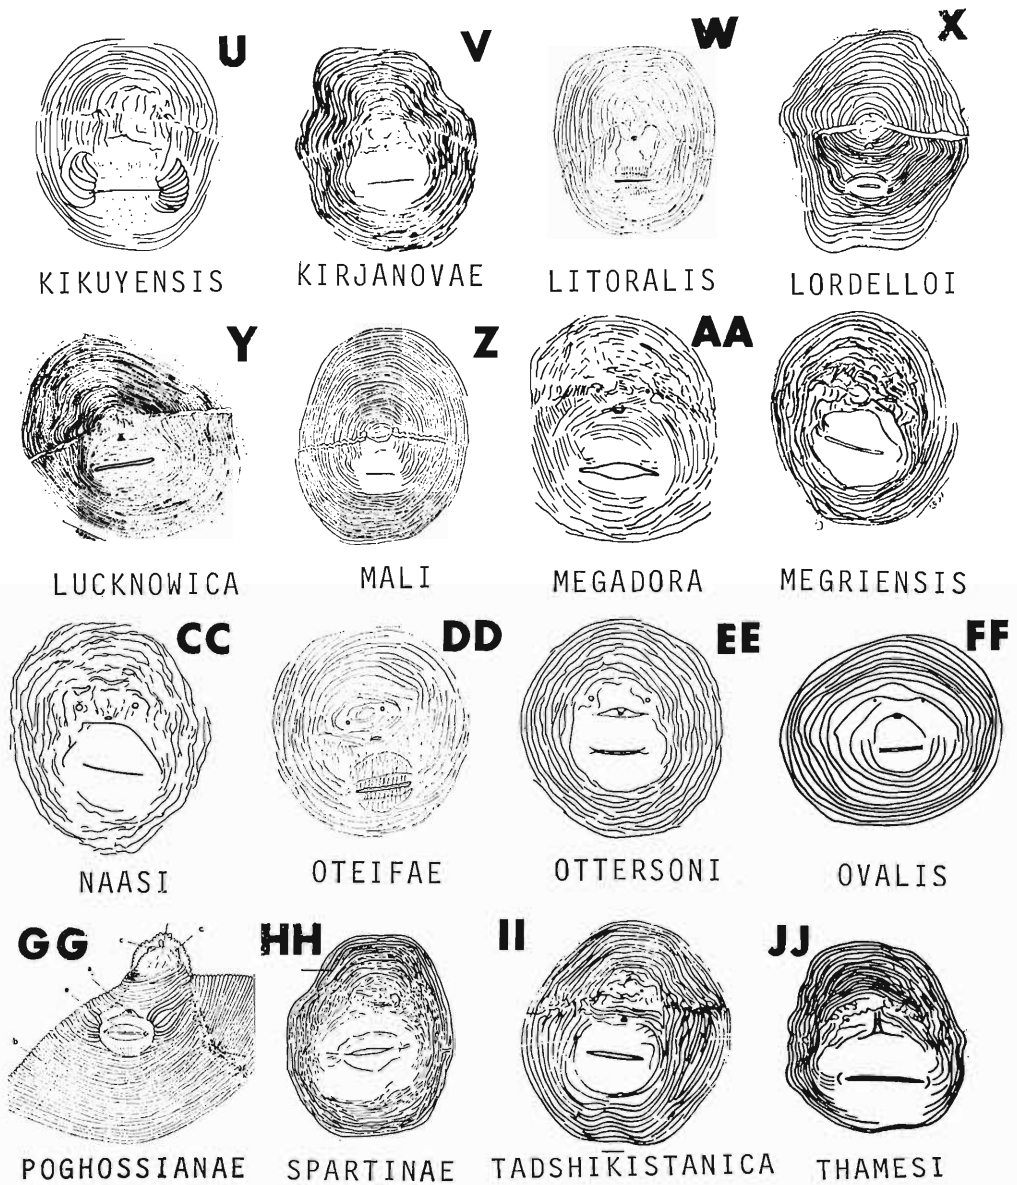 U V W X
KIKUYENSIS KIRJANOVAE LITORALIS LORDELLOI
Y Z AA
LUCKNOWICA MALI MEGADORA MEGRIENSIS
CC DD EE FF
NAASI OTEIFAE OTTERSONI OVALIS
GG HH II JJ
c c
a
e
b
POGHOSSIANAE SPARTINAE TADSHIKISTANICA THAMESI